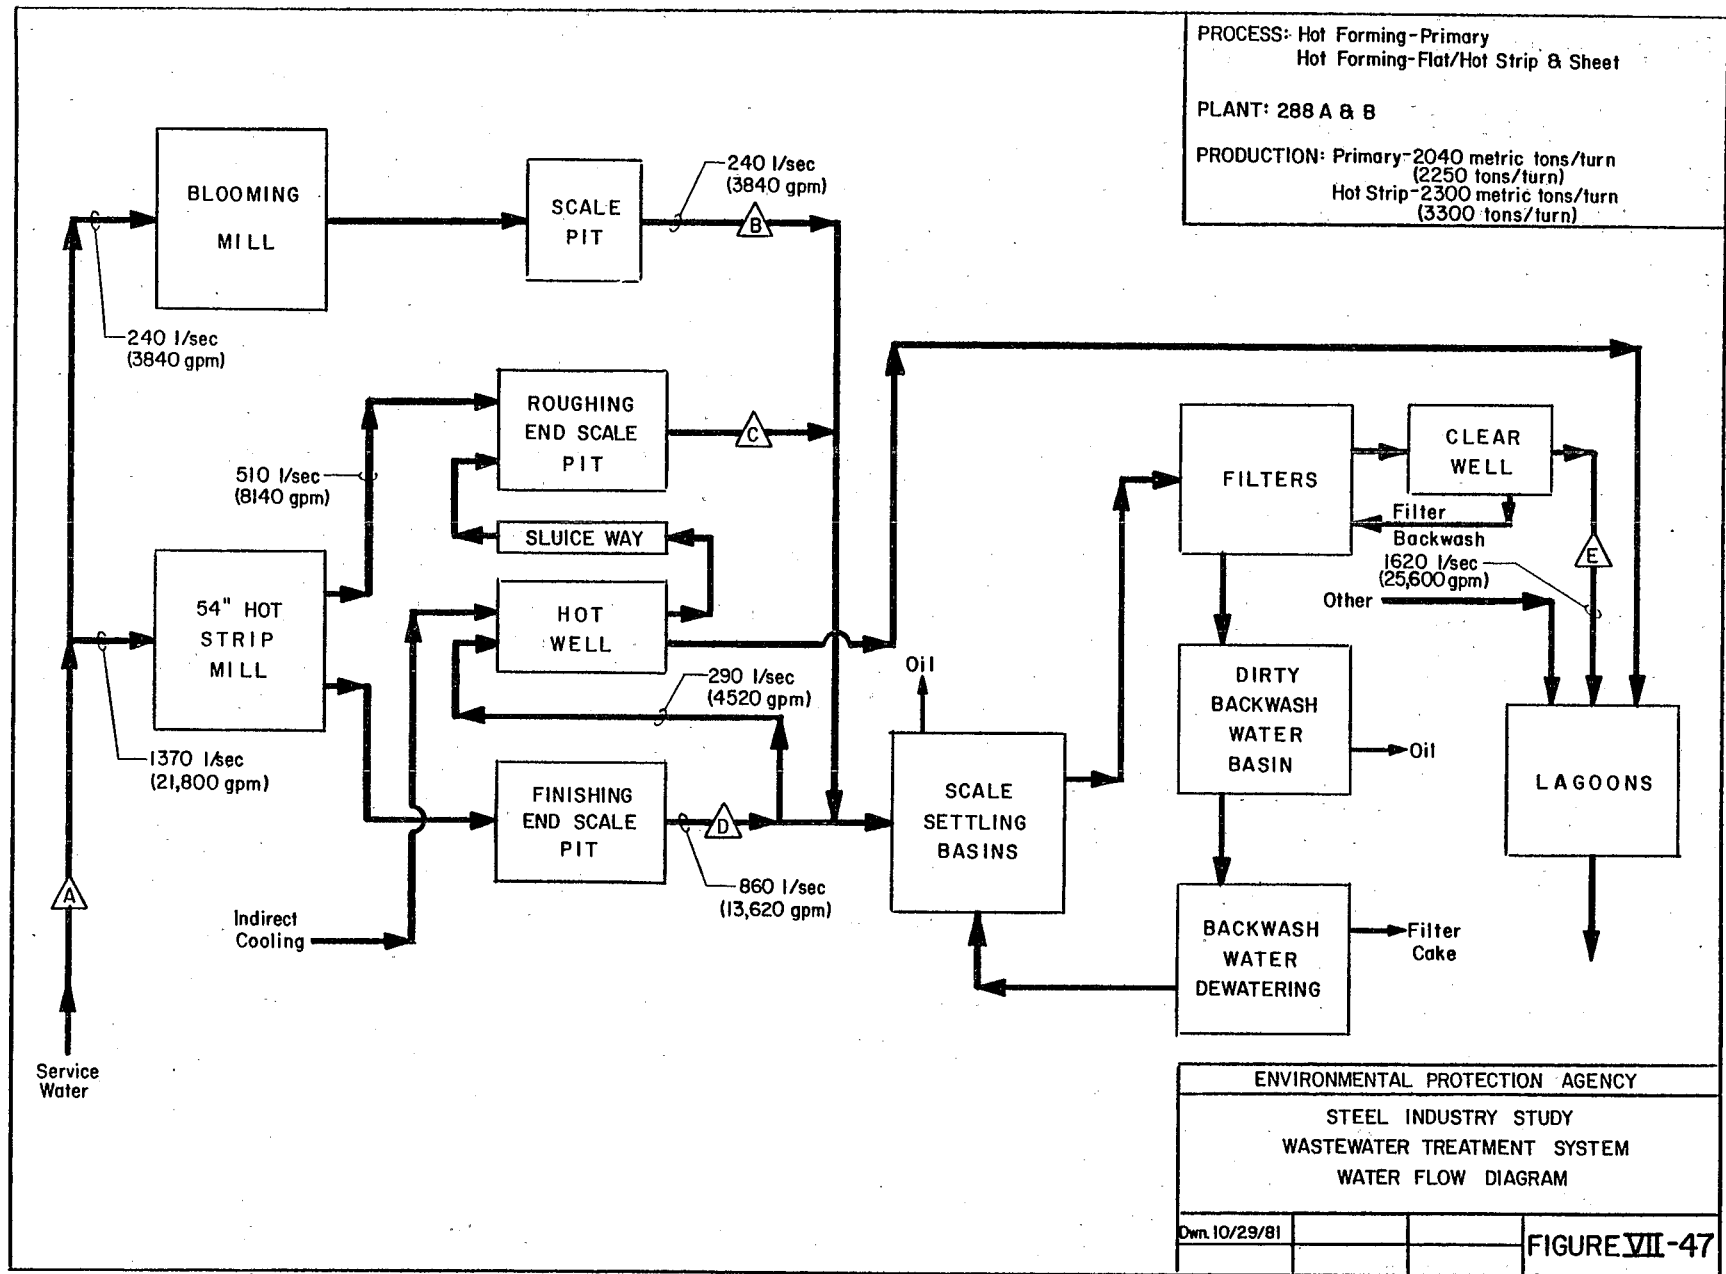 PROCESS: Hot Forming-Primary
Hot Forming-Flat/Hot Strip & Sheet
PLANT: 288 A & B
PRODUCTION: Primary-2040 metric tons/turn
(2250 tons/turn)
Hot Strip-2300 metric tons/turn
(3300 tons/turn)
BLOOMING
MILL
SCALE
PIT
240 l/sec
(3840 gpm)
B
240 l/sec
(3840 gpm)
ROUGHING
END SCALE
PIT
C
510 l/sec
(8140 gpm)
SLUICE WAY
54" HOT
STRIP
MILL
HOT
WELL
290 l/sec
(4520 gpm)
1370 l/sec
(21,800 gpm)
FINISHING
END SCALE
PIT
D
860 l/sec
(13,620 gpm)
A
Indirect
Cooling
Service
Water
Oil
SCALE
SETTLING
BASINS
FILTERS
CLEAR
WELL
Filter
Backwash
E
1620 l/sec
(25,600 gpm)
Other
DIRTY
BACKWASH
WATER
BASIN
Oil
LAGOONS
BACKWASH
WATER
DEWATERING
Filter
Cake
ENVIRONMENTAL PROTECTION AGENCY
STEEL INDUSTRY STUDY
WASTEWATER TREATMENT SYSTEM
WATER FLOW DIAGRAM
Dwn. 10/29/81
FIGURE VII-47